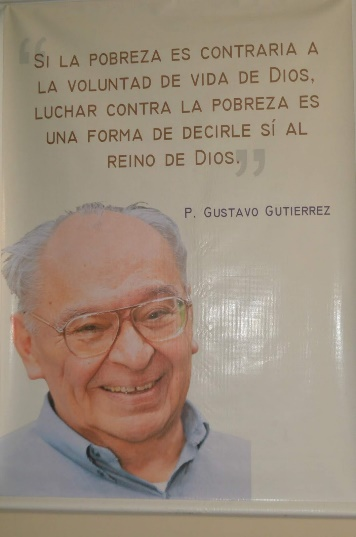 “SI LA POBREZA ES CONTRARIA A
LA VOLUNTAD DE VIDA DE DIOS,
LUCHAR CONTRA LA POBREZA ES
UNA FORMA DE DECIRLE SÍ AL
REINO DE DIOS.”
P. GUSTAVO GUTIERREZ